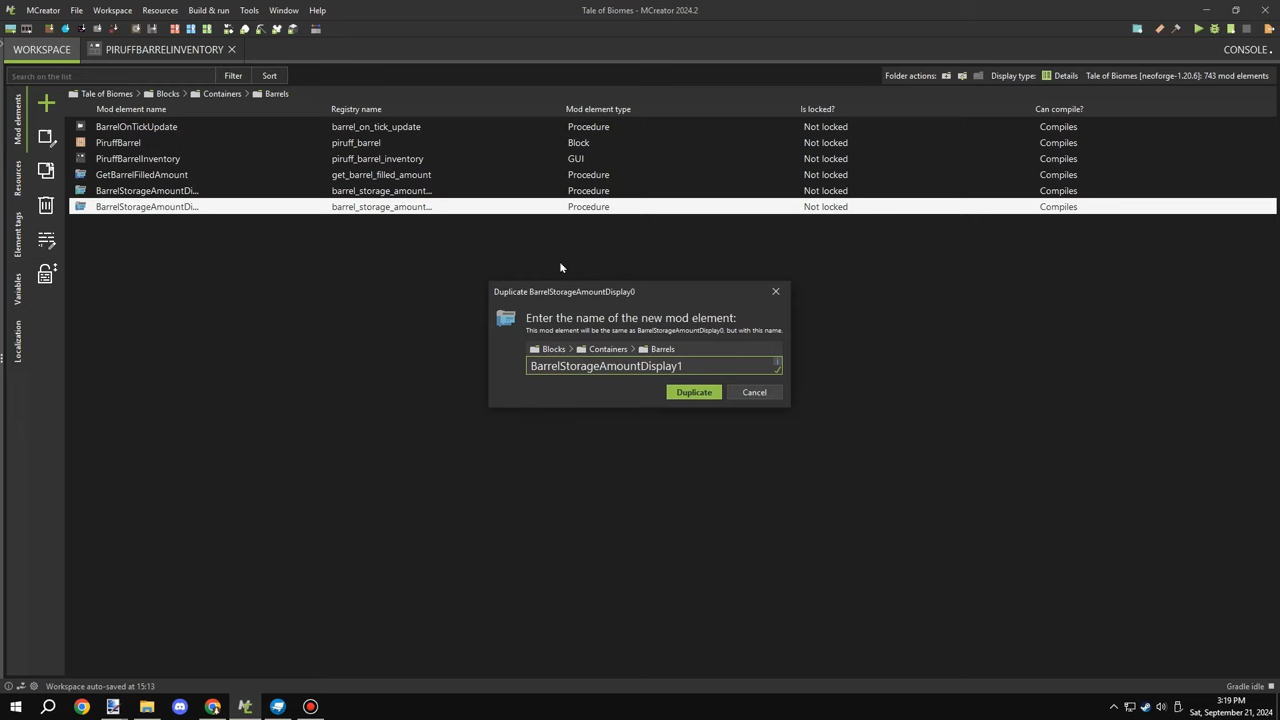 MCreator File Workspace Resources Build & run Tools Window Help
Tale of Biomes - MCreator 2024.2
WORKSPACE
PIRUFFBARRELINVENTORY
CONSOLE
Search on the list
Filter
Sort
Folder actions:
Display type:
Details
Tale of Biomes [neoforge-1.20.6]: 743 mod elements
Tale of Biomes > Blocks > Containers > Barrels
Mod element name Registry name Mod element type Is locked? Can compile?
BarrelOnTickUpdate barrel_on_tick_update Procedure Not locked Compiles
PiruffBarrel piruff_barrel Block Not locked Compiles
PiruffBarrelInventory piruff_barrel_inventory GUI Not locked Compiles
GetBarrelFilledAmount get_barrel_filled_amount Procedure Not locked Compiles
BarrelStorageAmountDi... barrel_storage_amount... Procedure Not locked Compiles
BarrelStorageAmountDi... barrel_storage_amount... Procedure Not locked Compiles
Mod elements
Resources
Element tags
Variables
Localization
Duplicate BarrelStorageAmountDisplay0
Enter the name of the new mod element:
This mod element will be the same as BarrelStorageAmountDisplay0, but with this name.
Blocks > Containers > Barrels
BarrelStorageAmountDisplay1
Duplicate
Cancel
Workspace auto-saved at 15:13
Gradle idle
3:19 PM
Sat, September 21, 2024